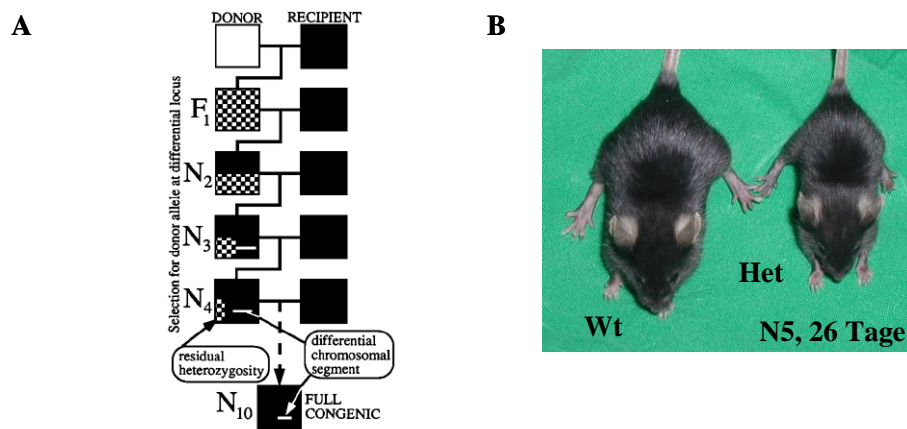 A
DONOR RECIPIENT
Selection for donor allele at differential locus
F1
N2
N3
N4
residual
heterozygosity
differential
chromosomal
segment
N10
FULL
CONGENIC
B
Wt
Het
N5, 26 Tage